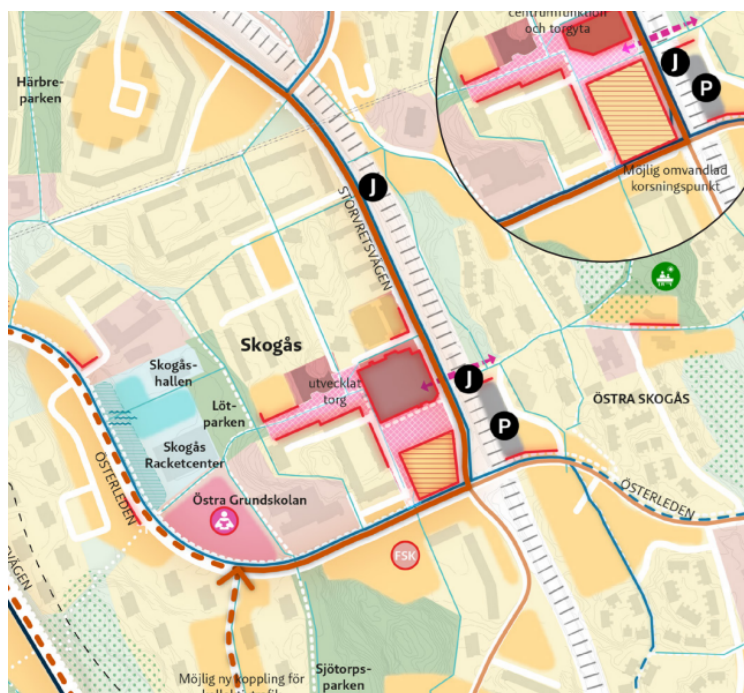 centrumfunktion
och torgyta
J
P
Möjlig omvandlad
korsningspunkt
Härbre-
parken
J
STORVRETSVÄGEN
Skogås
Skogås-
hallen
utvecklat
torg
Löt-
parken
J
P
ÖSTRA SKOGÅS
Skogås
Racketcenter
ÖSTERLEDEN
Östra Grundskolan
ÖSTERLEDEN
FSK
VÄGEN
Möjlig ny koppling för
Sjötorps-
parken